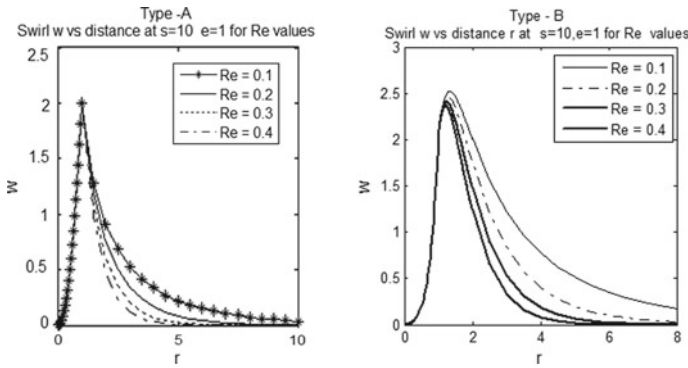 Type -A
Swirl w vs distance at s=10 e=1 for Re values
Re = 0.1
Re = 0.2
Re = 0.3
Re = 0.4
2
1.5
1
0.5
0
w
0
5
10
r
Type - B
Swirl w vs distance r at s=10,e=1 for Re values
Re = 0.1
Re = 0.2
Re = 0.3
Re = 0.4
3
2.5
2
1.5
1
0.5
0
w
0
2
4
6
8
r